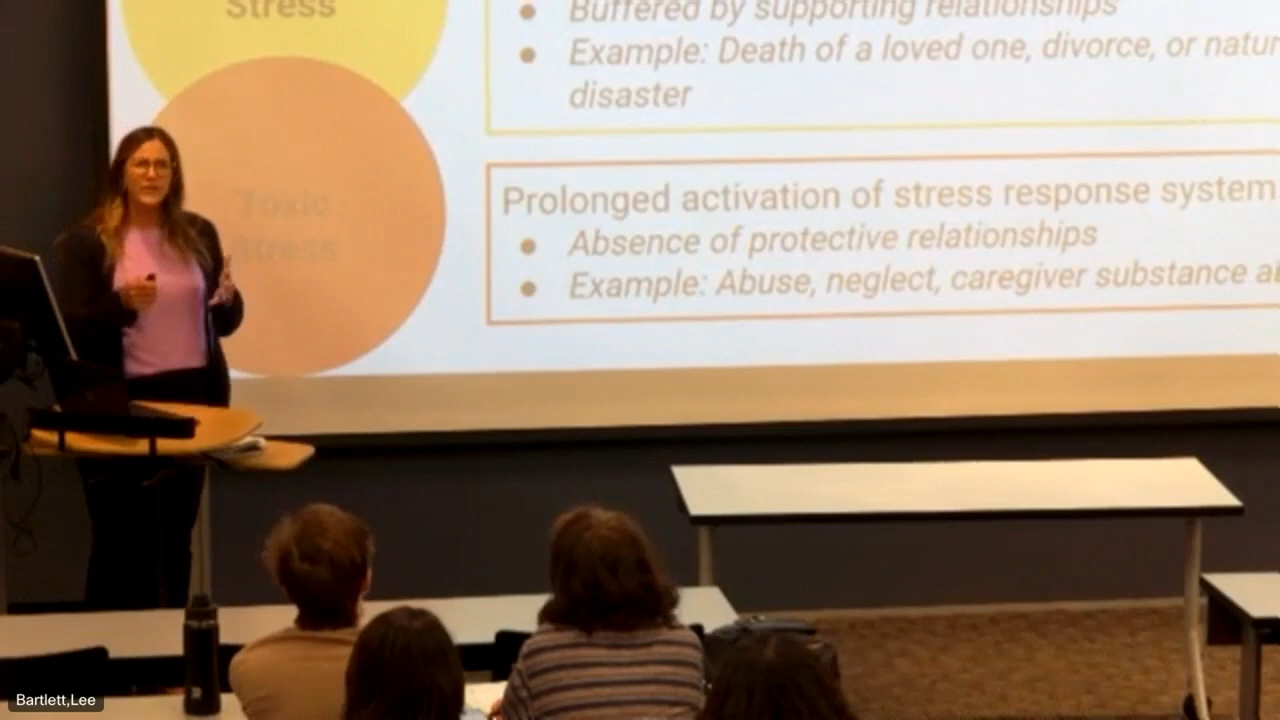 Stress
Buffered by supporting relationships
Example: Death of a loved one, divorce, or natur
disaster
Toxic
Stress
Prolonged activation of stress response system
Absence of protective relationships
Example: Abuse, neglect, caregiver substance a
Bartlett,Lee